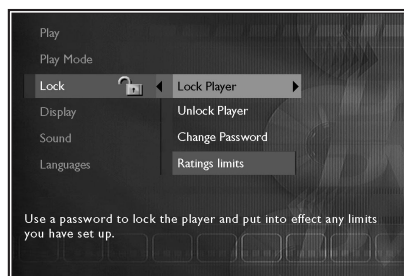 Play
Play Mode
Lock
Lock Player
Display
Unlock Player
Sound
Change Password
Languages
Ratings limits
Use a password to lock the player and put into effect any limits
you have set up.